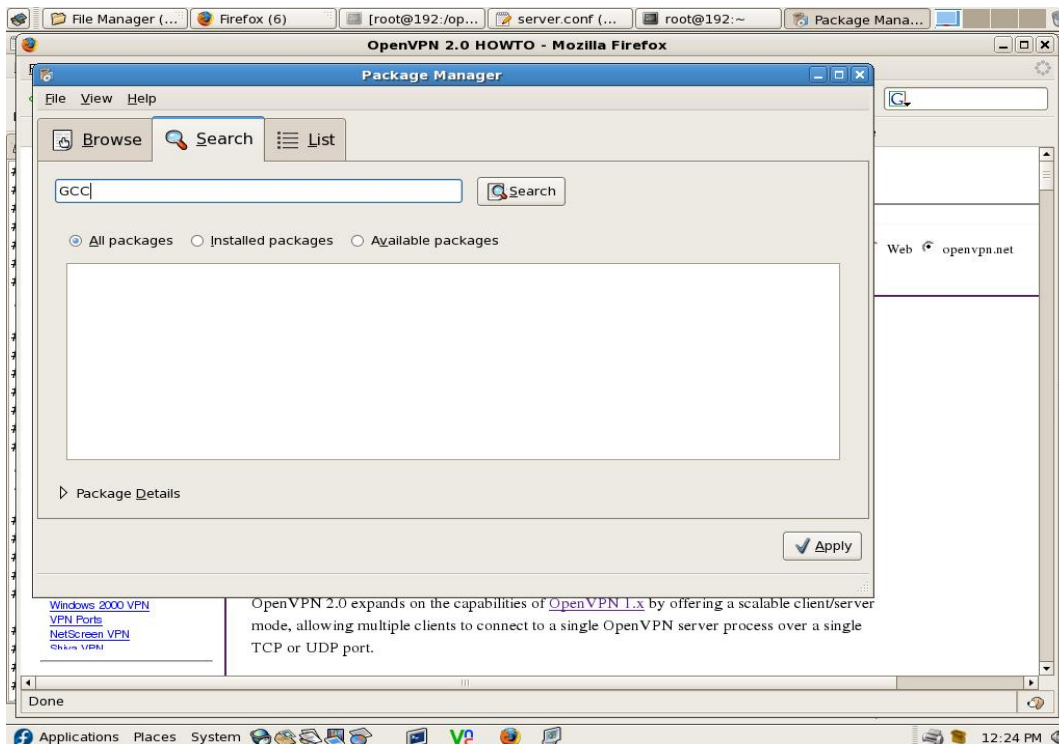 File Manager (...
Firefox (6)
[root@192:/op...
server.conf (...
root@192:~
Package Mana...
OpenVPN 2.0 HOWTO - Mozilla Firefox
Package Manager
File View Help
Browse
Search
List
GCC
Search
All packages
Installed packages
Available packages
Web
openvpn.net
Package Details
Apply
Windows 2000 VPN
VPN Ports
NetScreen VPN
Shiva VPN
OpenVPN 2.0 expands on the capabilities of OpenVPN 1.x by offering a scalable client/server
mode, allowing multiple clients to connect to a single OpenVPN server process over a single
TCP or UDP port.
Done
Applications Places System
12:24 PM